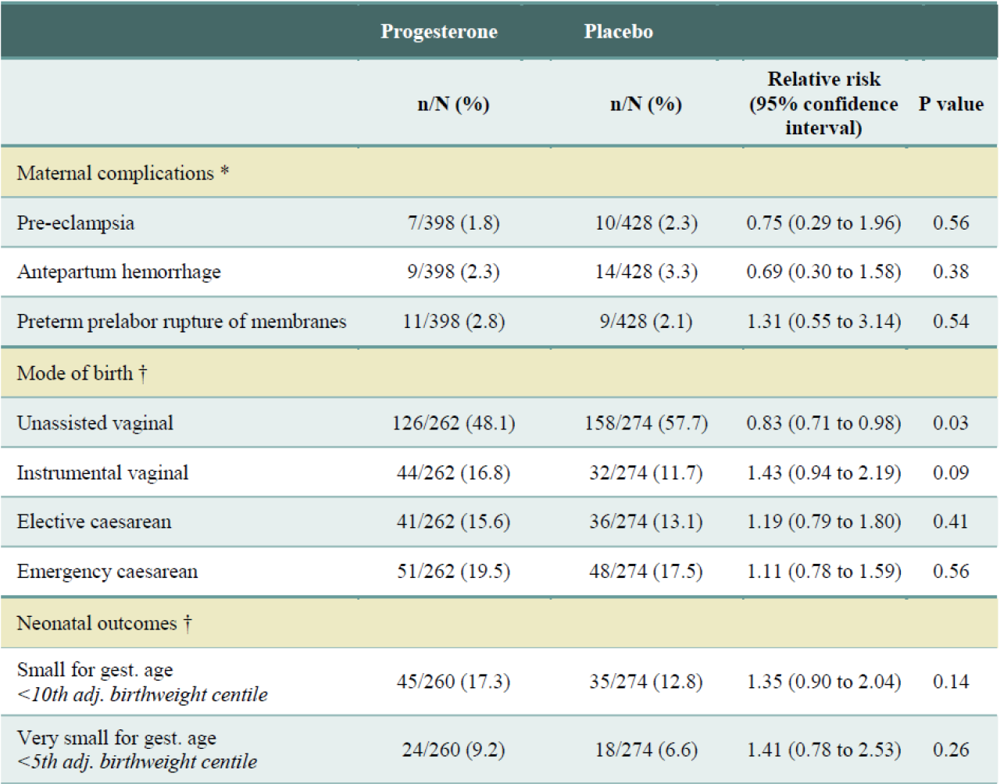 Progesterone Placebo
n/N (%) n/N (%) Relative risk (95% confidence interval) P value
Maternal complications *
Pre-eclampsia 7/398 (1.8) 10/428 (2.3) 0.75 (0.29 to 1.96) 0.56
Antepartum hemorrhage 9/398 (2.3) 14/428 (3.3) 0.69 (0.30 to 1.58) 0.38
Preterm prelabor rupture of membranes 11/398 (2.8) 9/428 (2.1) 1.31 (0.55 to 3.14) 0.54
Mode of birth †
Unassisted vaginal 126/262 (48.1) 158/274 (57.7) 0.83 (0.71 to 0.98) 0.03
Instrumental vaginal 44/262 (16.8) 32/274 (11.7) 1.43 (0.94 to 2.19) 0.09
Elective caesarean 41/262 (15.6) 36/274 (13.1) 1.19 (0.79 to 1.80) 0.41
Emergency caesarean 51/262 (19.5) 48/274 (17.5) 1.11 (0.78 to 1.59) 0.56
Neonatal outcomes †
Small for gest. age
<10th adj. birthweight centile 45/260 (17.3) 35/274 (12.8) 1.35 (0.90 to 2.04) 0.14
Very small for gest. age
<5th adj. birthweight centile 24/260 (9.2) 18/274 (6.6) 1.41 (0.78 to 2.53) 0.26